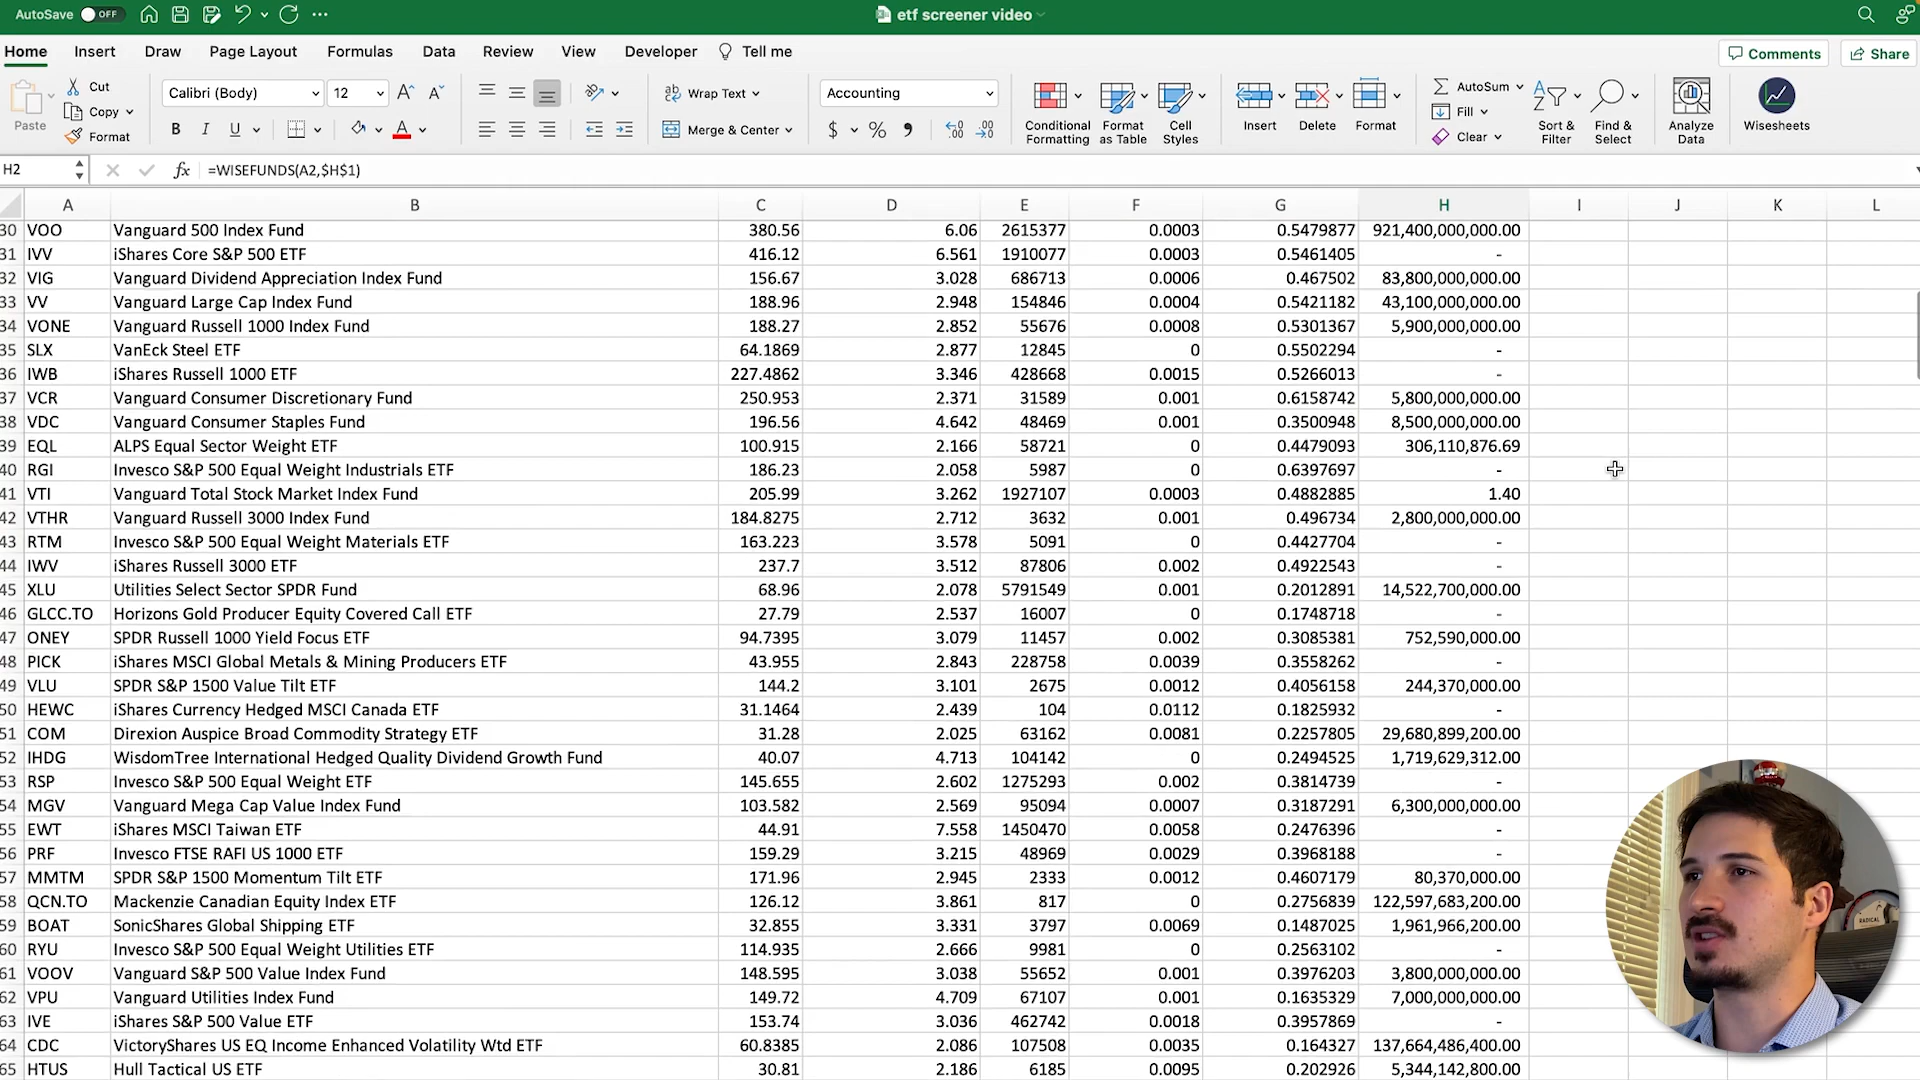 AutoSave OFF etf screener video
Home Insert Draw Page Layout Formulas Data Review View Developer Tell me Comments Share
Paste Cut Copy Format
Calibri (Body) 12
B I U
Wrap Text
Merge & Center
Accounting
$ %
Conditional Formatting
Format as Table
Cell Styles
Insert
Delete
Format
AutoSum
Fill
Clear
Sort & Filter
Find & Select
Analyze Data
Wisesheets
H2 fx =WISEFUNDS(A2,$H$1)
A B C D E F G H I J K L
30 VOO Vanguard 500 Index Fund 380.56 6.06 2615377 0.0003 0.5479877 921,400,000,000.00
31 IVV iShares Core S&P 500 ETF 416.12 6.561 1910077 0.0003 0.5461405 -
32 VIG Vanguard Dividend Appreciation Index Fund 156.67 3.028 686713 0.0006 0.467502 83,800,000,000.00
33 VV Vanguard Large Cap Index Fund 188.96 2.948 154846 0.0004 0.5421182 43,100,000,000.00
34 VONE Vanguard Russell 1000 Index Fund 188.27 2.852 55676 0.0008 0.5301367 5,900,000,000.00
35 SLX VanEck Steel ETF 64.1869 2.877 12845 0 0.5502294 -
36 IWB iShares Russell 1000 ETF 227.4862 3.346 428668 0.0015 0.5266013 -
37 VCR Vanguard Consumer Discretionary Fund 250.953 2.371 31589 0.001 0.6158742 5,800,000,000.00
38 VDC Vanguard Consumer Staples Fund 196.56 4.642 48469 0.001 0.3500948 8,500,000,000.00
39 EQL ALPS Equal Sector Weight ETF 100.915 2.166 58721 0 0.4479093 306,110,876.69
40 RGI Invesco S&P 500 Equal Weight Industrials ETF 186.23 2.058 5987 0 0.6397697 -
41 VTI Vanguard Total Stock Market Index Fund 205.99 3.262 1927107 0.0003 0.4882885 1.40
42 VTHR Vanguard Russell 3000 Index Fund 184.8275 2.712 3632 0.001 0.496734 2,800,000,000.00
43 RTM Invesco S&P 500 Equal Weight Materials ETF 163.223 3.578 5091 0 0.4427704 -
44 IWV iShares Russell 3000 ETF 237.7 3.512 87806 0.002 0.4922543 -
45 XLU Utilities Select Sector SPDR Fund 68.96 2.078 5791549 0.001 0.2012891 14,522,700,000.00
46 GLCC.TO Horizons Gold Producer Equity Covered Call ETF 27.79 2.537 16007 0 0.1748718 -
47 ONEY SPDR Russell 1000 Yield Focus ETF 94.7395 3.079 11457 0.002 0.3085381 752,590,000.00
48 PICK iShares MSCI Global Metals & Mining Producers ETF 43.955 2.843 228758 0.0039 0.3558262 -
49 VLU SPDR S&P 1500 Value Tilt ETF 144.2 3.101 2675 0.0012 0.4056158 244,370,000.00
50 HEWC iShares Currency Hedged MSCI Canada ETF 31.1464 2.439 104 0.0112 0.1825932 -
51 COM Direxion Auspice Broad Commodity Strategy ETF 31.28 2.025 63162 0.0081 0.2257805 29,680,899,200.00
52 IHDG WisdomTree International Hedged Quality Dividend Growth Fund 40.07 4.713 104142 0 0.2494525 1,719,629,312.00
53 RSP Invesco S&P 500 Equal Weight ETF 145.655 2.602 1275293 0.002 0.3814739 -
54 MGV Vanguard Mega Cap Value Index Fund 103.582 2.569 95094 0.0007 0.3187291 6,300,000,000.00
55 EWT iShares MSCI Taiwan ETF 44.91 7.558 1450470 0.0058 0.2476396 -
56 PRF Invesco FTSE RAFI US 1000 ETF 159.29 3.215 48969 0.0029 0.3968188 -
57 MMTM SPDR S&P 1500 Momentum Tilt ETF 171.96 2.945 2333 0.0012 0.4607179 80,370,000.00
58 QCN.TO Mackenzie Canadian Equity Index ETF 126.12 3.861 817 0 0.2756839 122,597,683,200.00
59 BOAT SonicShares Global Shipping ETF 32.855 3.331 3797 0.0069 0.1487025 1,961,966,200.00
60 RYU Invesco S&P 500 Equal Weight Utilities ETF 114.935 2.666 9981 0 0.2563102 -
61 VOOV Vanguard S&P 500 Value Index Fund 148.595 3.038 55652 0.001 0.3976203 3,800,000,000.00
62 VPU Vanguard Utilities Index Fund 149.72 4.709 67107 0.001 0.1635329 7,000,000,000.00
63 IVE iShares S&P 500 Value ETF 153.74 3.036 462742 0.0018 0.3957869 -
64 CDC VictoryShares US EQ Income Enhanced Volatility Wtd ETF 60.8385 2.086 107508 0.0035 0.164327 137,664,486,400.00
65 HTUS Hull Tactical US ETF 30.81 2.186 6185 0.0095 0.202926 5,344,142,800.00
RADICAL